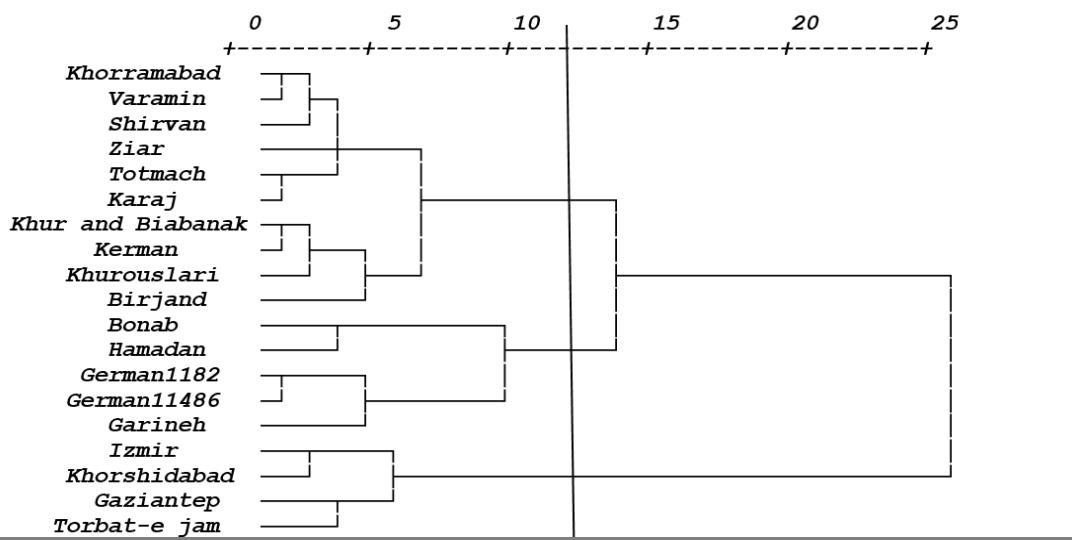 0 5 10 15 20 25
Khorramabad
Varamin
Shirvan
Ziar
Totmach
Karaj
Khur and Biabanak
Kerman
Khurouslari
Birjand
Bonab
Hamadan
German1182
German11486
Garineh
Izmir
Khorshidabad
Gaziantep
Torbat-e jam